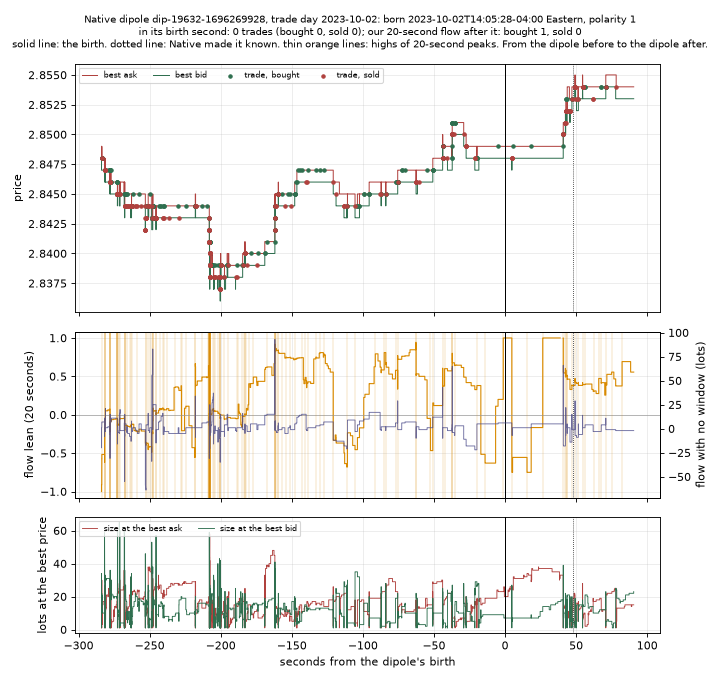 Native dipole dip-19632-1696269928, trade day 2023-10-02: born 2023-10-02T14:05:28-04:00 Eastern, polarity 1
in its birth second: 0 trades (bought 0, sold 0); our 20-second flow after it: bought 1, sold 0
solid line: the birth. dotted line: Native made it known. thin orange lines: highs of 20-second peaks. From the dipole before to the dipole after.
best ask best bid trade, bought trade, sold
2.8550
2.8525
2.8500
2.8475
2.8450
2.8425
2.8400
2.8375
price
1.0
0.5
0.0
−0.5
−1.0
flow lean (20 seconds)
100
75
50
25
0
−25
−50
flow with no window (lots)
size at the best ask size at the best bid
60
40
20
0
lots at the best price
−300 −250 −200 −150 −100 −50 0 50 100
seconds from the dipole's birth